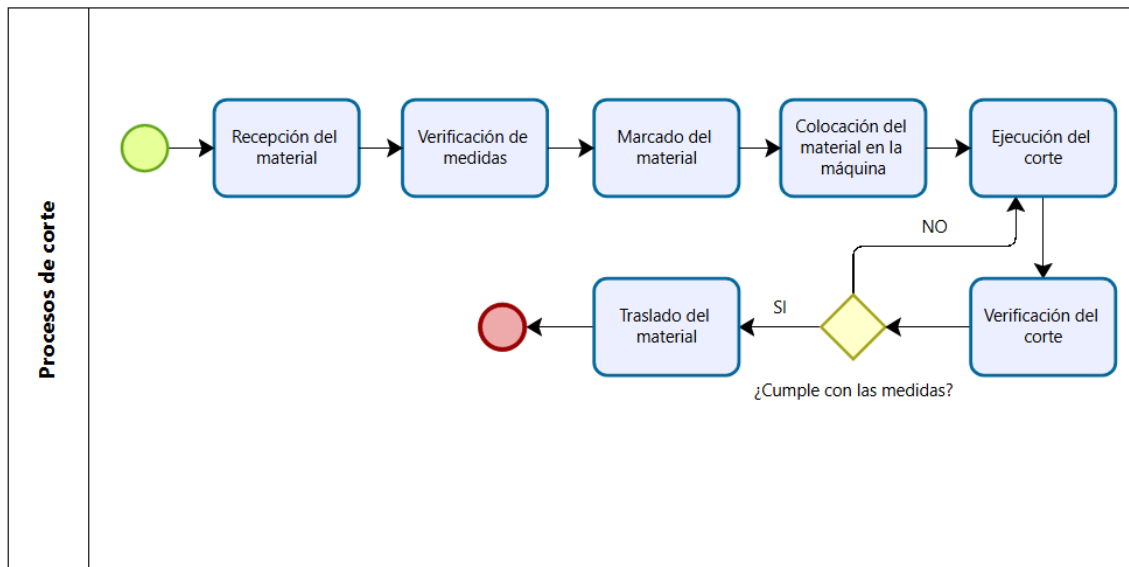 Procesos de corte
Recepción del
material
Verificación de
medidas
Marcado del
material
Colocación del
material en la
máquina
Ejecución del
corte
NO
Verificación del
corte
¿Cumple con las medidas?
SI
Traslado del
material